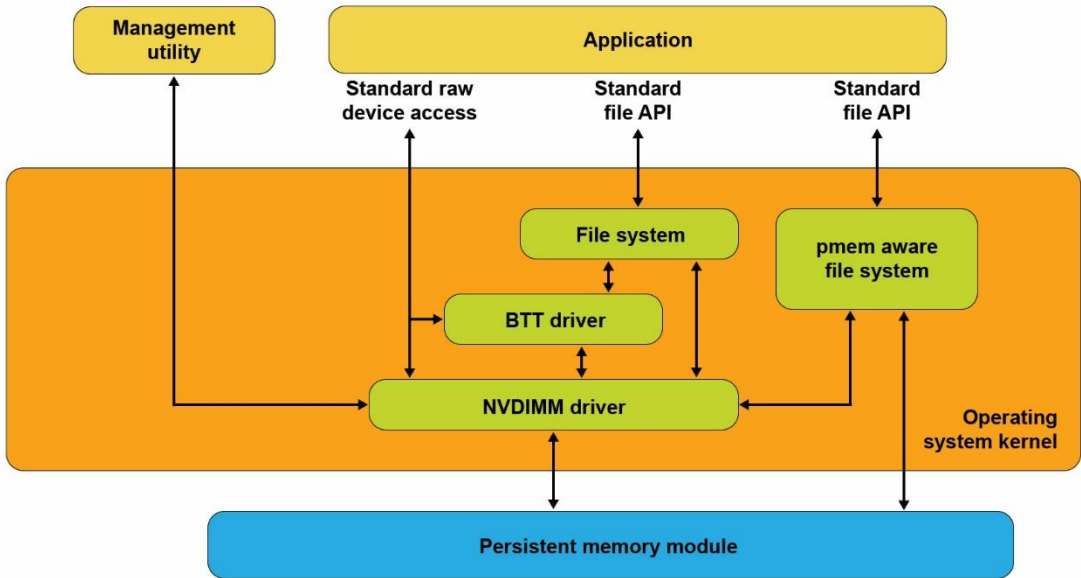 Management
utility
Application
Standard raw
device access
Standard
file API
Standard
file API
File system
pmem aware
file system
BTT driver
NVDIMM driver
Operating
system kernel
Persistent memory module